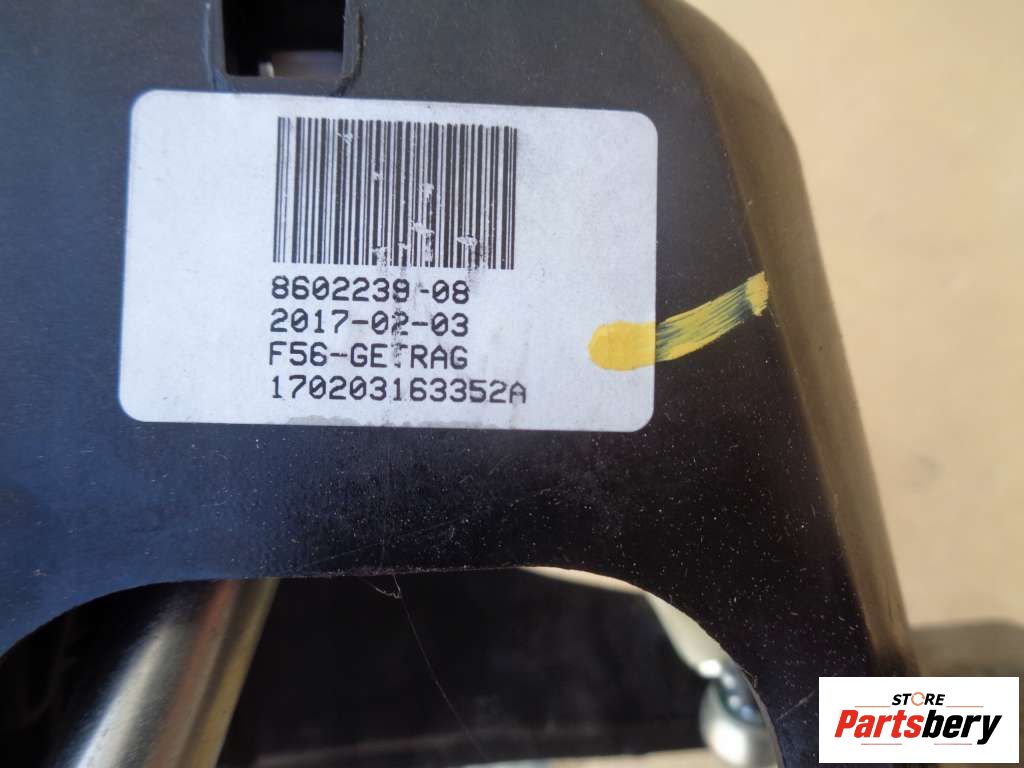 8602239-08
2017-02-03
F56-GETRAG
170203163352A
STORE
Partsbery